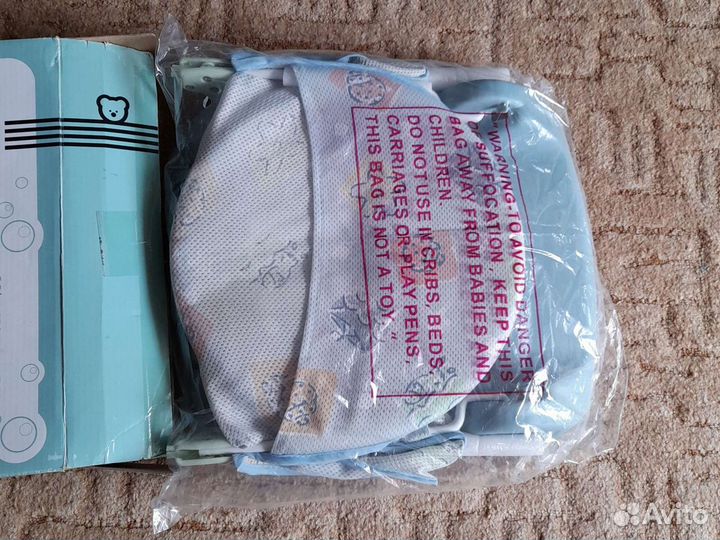 "WARNING-TO AVOID DANGER
OF SUFFOCATION , KEEP THIS
BAG AWAY FROM BABIES AND
CHILDREN
DO NOT USE IN CRIBS, BEDS,
CARRIAGES OR PLAY PENS.
THIS BAG IS NOT A TOY."
Avito